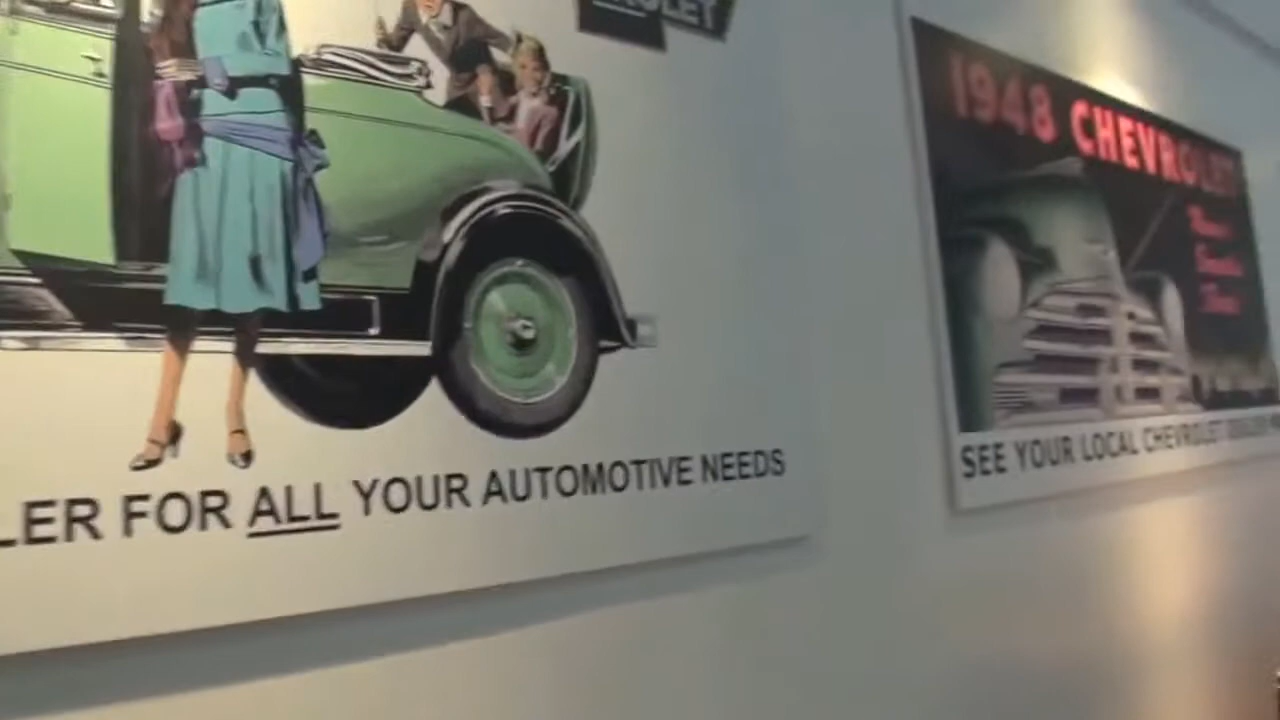 LER FOR ALL YOUR AUTOMOTIVE NEEDS
1948 CHEVROLET
SEE YOUR LOCAL CHEVROLET